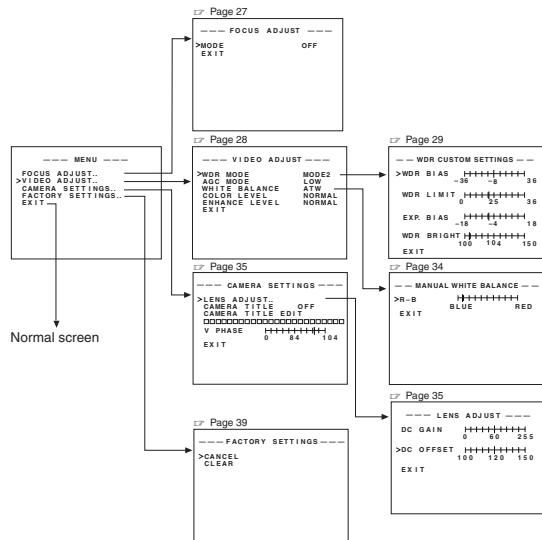 ☞ Page 27
——— FOCUS ADJUST ———
>MODE OFF
EXIT
——— MENU ———
FOCUS ADJUST..
>VIDEO ADJUST..
CAMERA SETTINGS..
FACTORY SETTINGS..
EXIT
Normal screen
☞ Page 28
——— VIDEO ADJUST ———
>WDR MODE MODE2
AGC MODE LOW
WHITE BALANCE ATW
COLOR LEVEL NORMAL
ENHANCE LEVEL NORMAL
EXIT
☞ Page 29
—— WDR CUSTOM SETTINGS ——
>WDR BIAS
−36 −8 36
WDR LIMIT
0 25 36
EXP. BIAS
−18 −4 18
WDR BRIGHT
100 104 150
EXIT
☞ Page 35
——— CAMERA SETTINGS ———
>LENS ADJUST..
CAMERA TITLE OFF
CAMERA TITLE EDIT
V PHASE
0 84 104
EXIT
☞ Page 34
—— MANUAL WHITE BALANCE ——
>R−B
BLUE RED
EXIT
☞ Page 35
——— LENS ADJUST ———
DC GAIN
0 60 255
>DC OFFSET
100 120 150
EXIT
☞ Page 39
———FACTORY SETTINGS———
>CANCEL
CLEAR